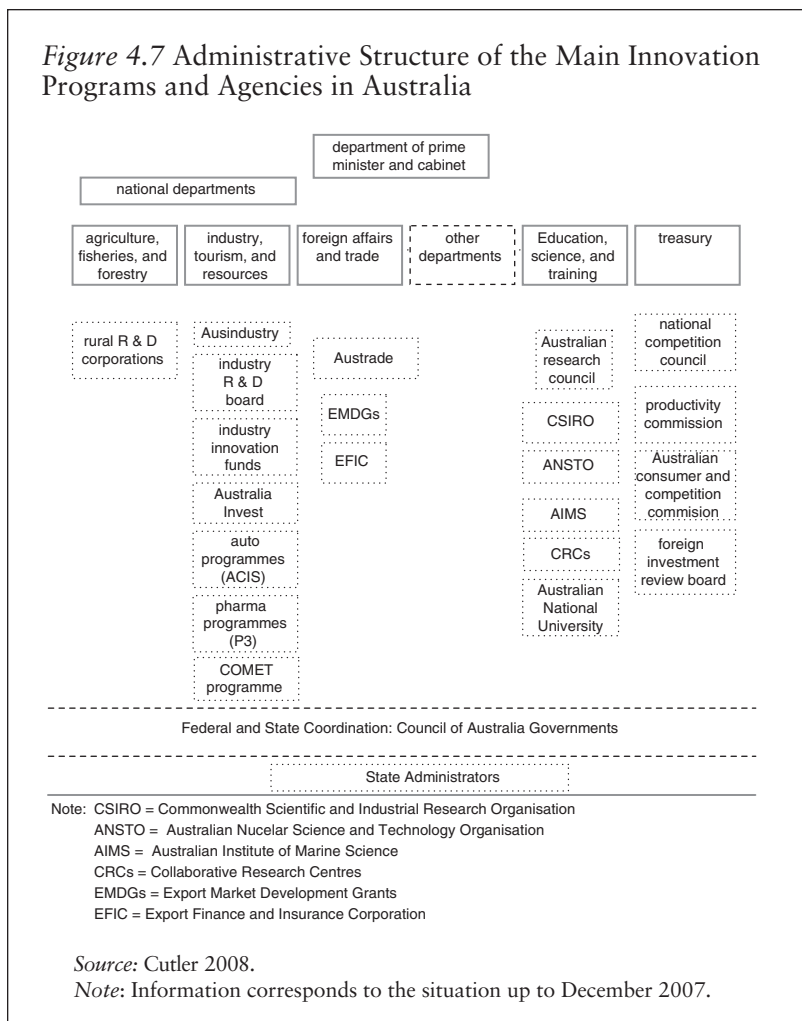 Figure 4.7 Administrative Structure of the Main Innovation
Programs and Agencies in Australia
department of prime
minister and cabinet
national departments
agriculture,
fisheries, and
forestry
industry,
tourism, and
resources
foreign affairs
and trade
other
departments
Education,
science, and
training
treasury
rural R & D
corporations
Ausindustry
industry
R & D
board
industry
innovation
funds
Australia
Invest
auto
programmes
(ACIS)
pharma
programmes
(P3)
COMET
programme
Austrade
EMDGs
EFIC
Australian
research
council
CSIRO
ANSTO
AIMS
CRCs
Australian
National
University
national
competition
council
productivity
commission
Australian
consumer and
competition
commision
foreign
investment
review board
Federal and State Coordination: Council of Australia Governments
State Administrators
Note: CSIRO = Commonwealth Scientific and Industrial Research Organisation
ANSTO = Australian Nucelar Science and Technology Organisation
AIMS = Australian Institute of Marine Science
CRCs = Collaborative Research Centres
EMDGs = Export Market Development Grants
EFIC = Export Finance and Insurance Corporation
Source: Cutler 2008.
Note: Information corresponds to the situation up to December 2007.